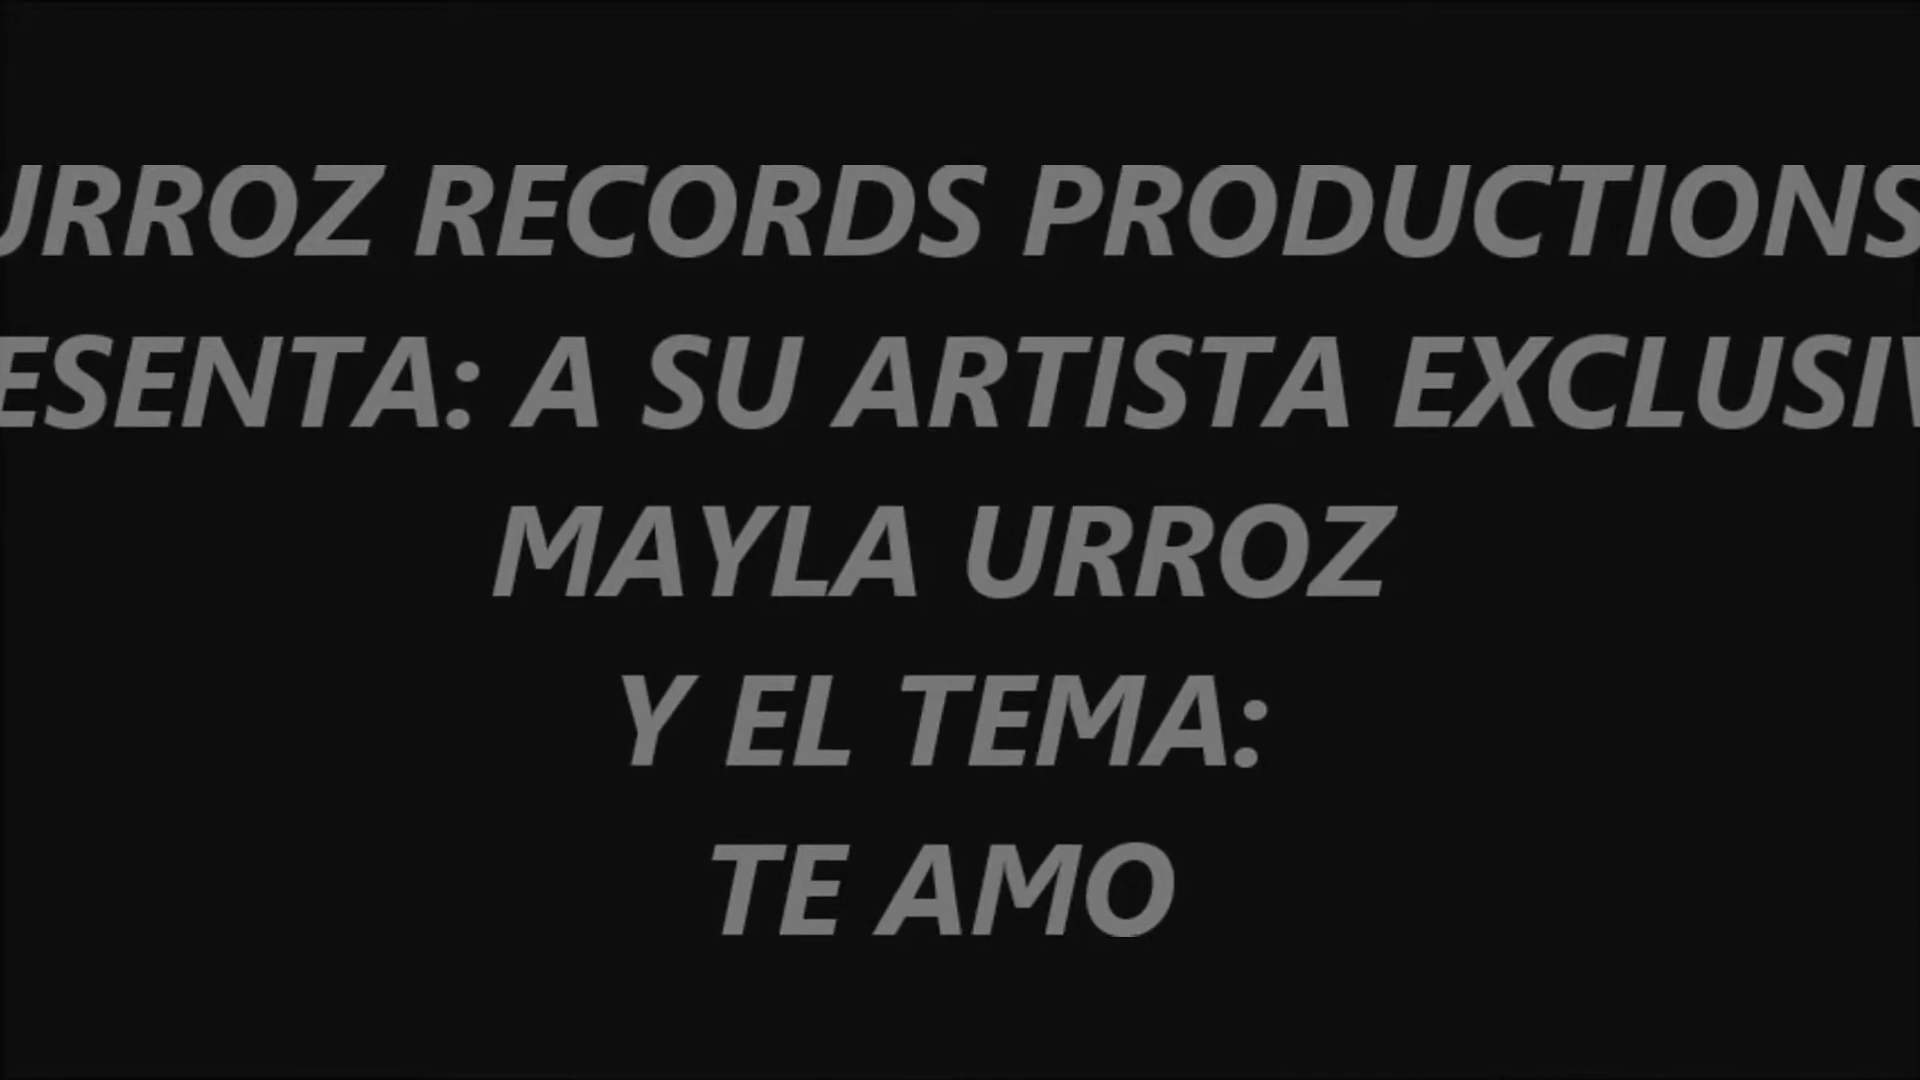 URROZ RECORDS PRODUCTIONS
ESENTA: A SU ARTISTA EXCLUSIV
MAYLA URROZ
Y EL TEMA:
TE AMO